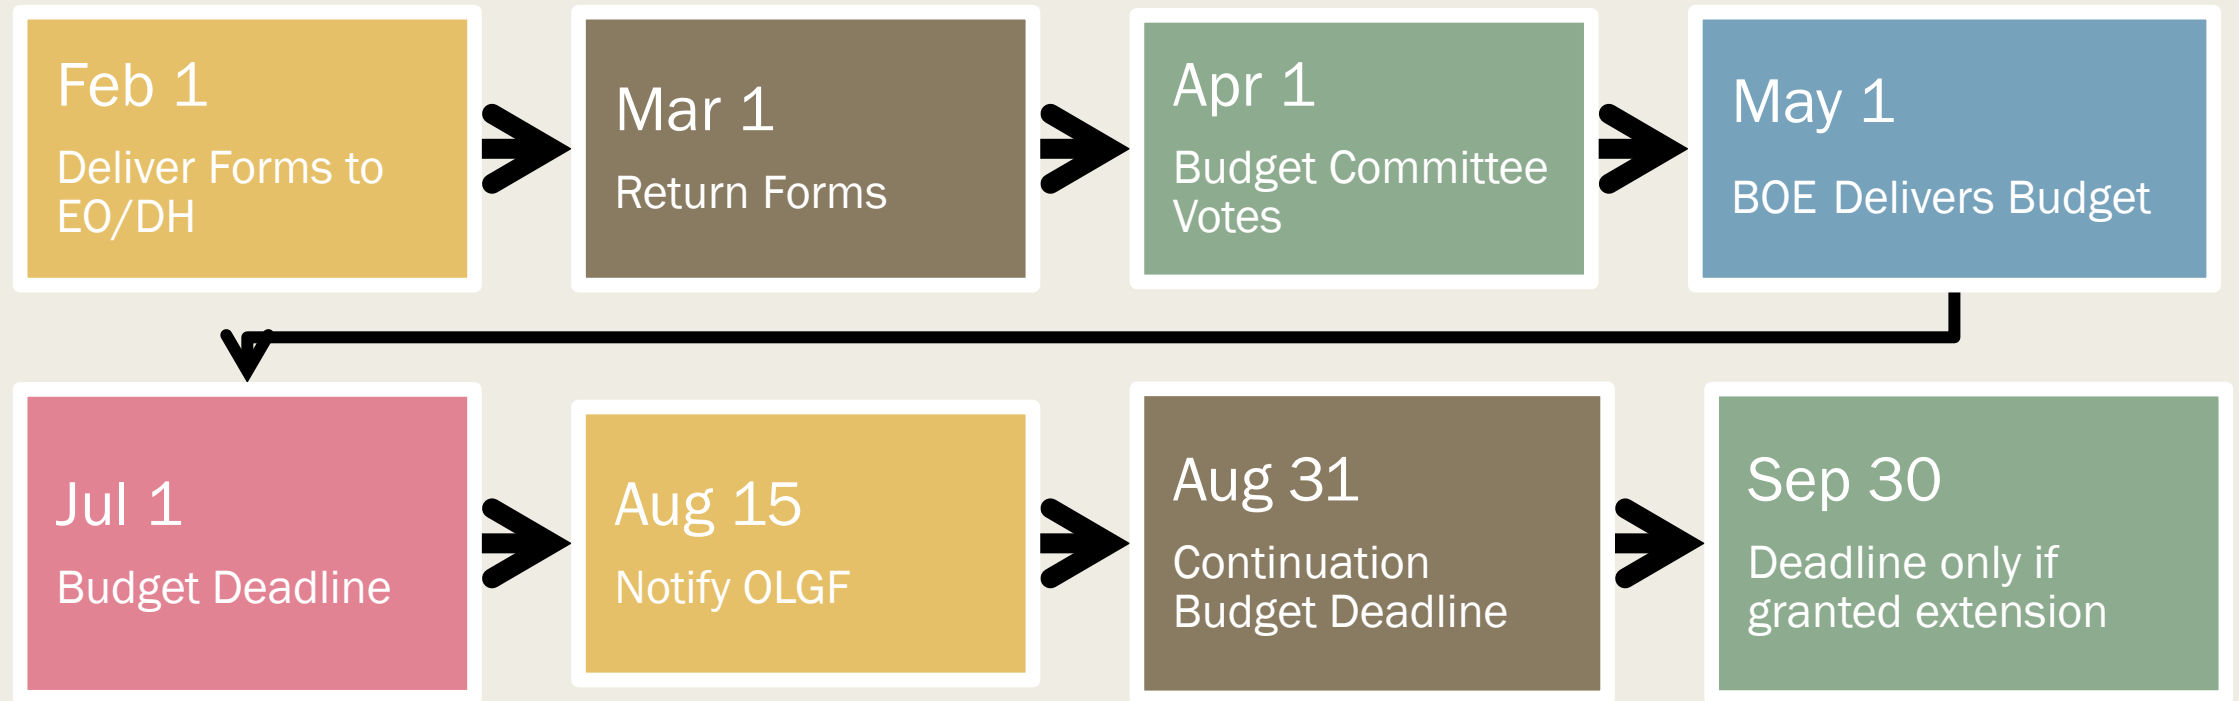 Feb 1
Deliver Forms to
EO/DH
Mar 1
Return Forms
Apr 1
Budget Committee
Votes
May 1
BOE Delivers Budget
Jul 1
Budget Deadline
Aug 15
Notify OLGF
Aug 31
Continuation
Budget Deadline
Sep 30
Deadline only if
granted extension